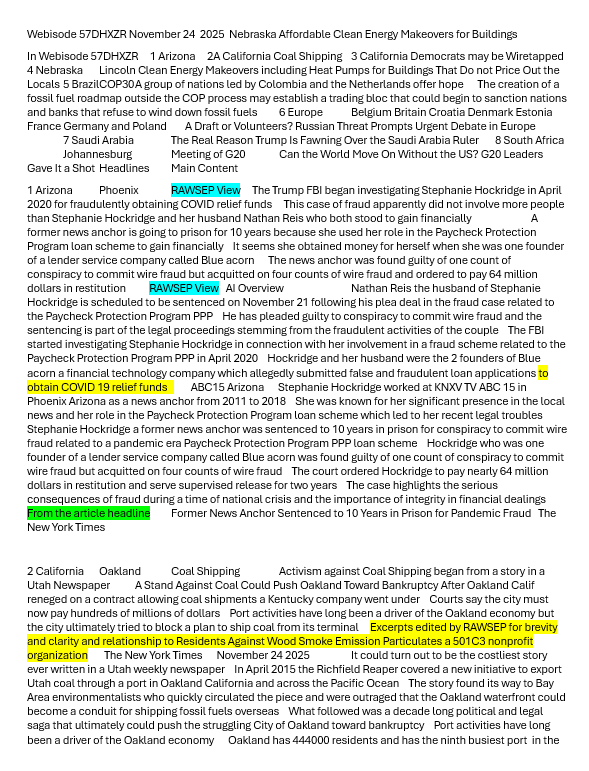 Webisode 57DHXZR November 24 2025 Nebraska Affordable Clean Energy Makeovers for Buildings
In Webisode 57DHXZR 1 Arizona 2A California Coal Shipping 3 California Democrats may be Wiretapped
4 Nebraska Lincoln Clean Energy Makeovers including Heat Pumps for Buildings That Do not Price Out the
Locals 5 BrazilCOP30A group of nations led by Colombia and the Netherlands offer hope The creation of a
fossil fuel roadmap outside the COP process may establish a trading bloc that could begin to sanction nations
and banks that refuse to wind down fossil fuels 6 Europe Belgium Britain Croatia Denmark Estonia
France Germany and Poland A Draft or Volunteers? Russian Threat Prompts Urgent Debate in Europe
7 Saudi Arabia The Real Reason Trump Is Fawning Over the Saudi Arabia Ruler 8 South Africa
Johannesburg Meeting of G20 Can the World Move On Without the US? G20 Leaders
Gave It a Shot Headlines Main Content
1 Arizona Phoenix RAWSEP View The Trump FBI began investigating Stephanie Hockridge in April
2020 for fraudulently obtaining COVID relief funds This case of fraud apparently did not involve more people
than Stephanie Hockridge and her husband Nathan Reis who both stood to gain financially A
former news anchor is going to prison for 10 years because she used her role in the Paycheck Protection
Program loan scheme to gain financially It seems she obtained money for herself when she was one founder
of a lender service company called Blue acorn The news anchor was found guilty of one count of
conspiracy to commit wire fraud but acquitted on four counts of wire fraud and ordered to pay 64 million
dollars in restitution RAWSEP View AI Overview Nathan Reis is the husband of Stephanie
Hockridge is scheduled to be sentenced on November 21 following his plea deal in the fraud case related to
the Paycheck Protection Program PPP He has pleaded guilty to conspiracy to commit wire fraud and the
sentencing is part of the legal proceedings stemming from the fraudulent activities of the couple The FBI
started investigating Stephanie Hockridge in connection with her involvement in a fraud scheme related to the
Paycheck Protection Program PPP in April 2020 Hockridge and her husband were the 2 founders of Blue
acorn a financial technology company which allegedly submitted false and fraudulent loan applications to
obtain COVID 19 relief funds ABC15 Arizona Stephanie Hockridge worked at KNXV TV ABC 15 in
Phoenix Arizona as a news anchor from 2011 to 2018 She was known for her significant presence in the local
news and her role in the Paycheck Protection Program loan scheme which led to her recent legal troubles
Stephanie Hockridge a former news anchor was sentenced to 10 years in prison for conspiracy to commit wire
fraud related to a pandemic era Paycheck Protection Program PPP loan scheme Hockridge who was one
founder of a lender service company called Blue acorn was found guilty of one count of conspiracy to commit
wire fraud but acquitted on four counts of wire fraud The court ordered Hockridge to pay nearly 64 million
dollars in restitution and serve supervised release for two years The case highlights the serious
consequences of fraud during a time of national crisis and the importance of integrity in financial dealings
From the article headline Former News Anchor Sentenced to 10 Years in Prison for Pandemic Fraud The
New York Times
2 California Oakland Coal Shipping Activism against Coal Shipping began from a story in a
Utah Newspaper A Stand Against Coal Could Push Oakland Toward Bankruptcy After Oakland Calif
reneged on a contract allowing coal shipments a Kentucky company went under Courts say the city must
now pay hundreds of millions of dollars Port activities have long been a driver of the Oakland economy but
the city ultimately tried to block a plan to ship coal from its terminal Excerpts edited by RAWSEP for brevity
and clarity and relationship to Residents Against Wood Smoke Emission Particulates a 501C3 nonprofit
organization The New York Times November 24 2025 It could turn out to be the costliest story
ever written in a Utah weekly newspaper In April 2015 the Richfield Reaper covered a new initiative to export
Utah coal through a port in Oakland California and across the Pacific Ocean The story found its way to Bay
Area environmentalists who quickly circulated the piece and were outraged that the Oakland waterfront could
become a conduit for shipping fossil fuels overseas What followed was a decade long political and legal
saga that ultimately could push the struggling City of Oakland toward bankruptcy Port activities have long
been a driver of the Oakland economy Oakland has 444000 residents and has the ninth busiest port in the